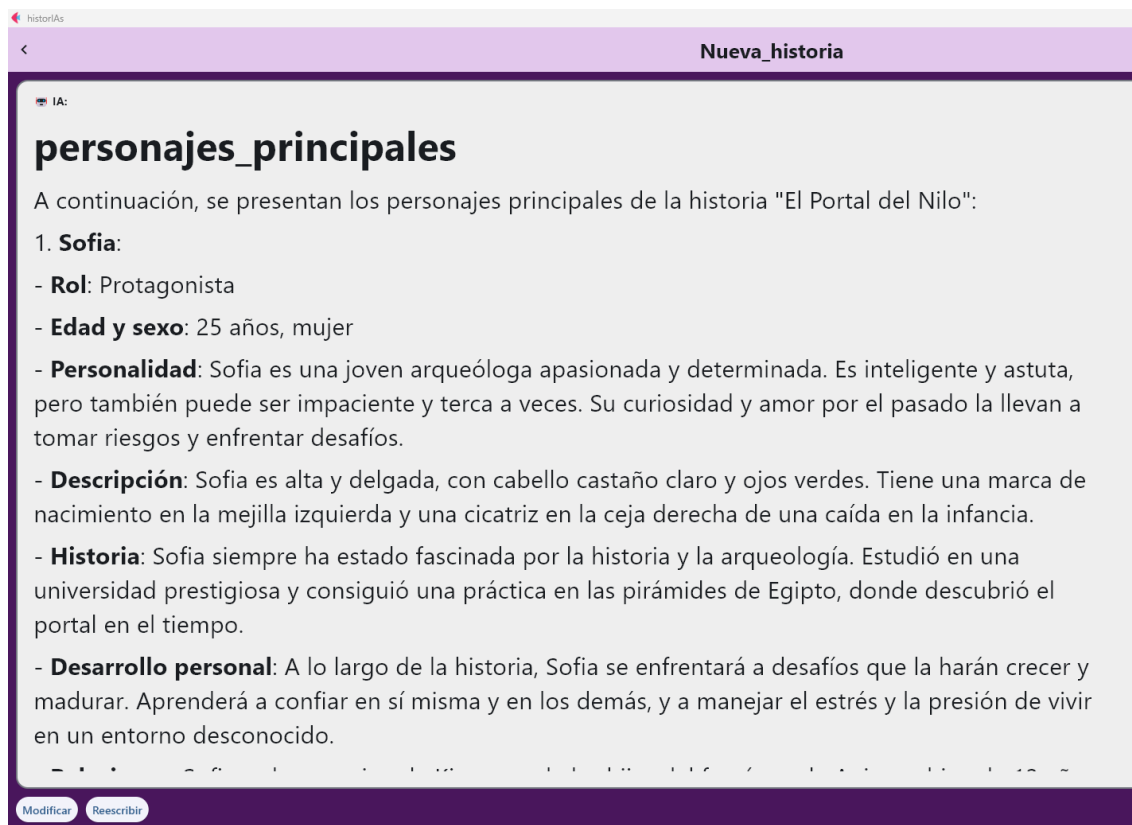 historIAs
Nueva_historia
IA:
personajes_principales
A continuación, se presentan los personajes principales de la historia "El Portal del Nilo":
1. Sofia:
- Rol: Protagonista
- Edad y sexo: 25 años, mujer
- Personalidad: Sofia es una joven arqueóloga apasionada y determinada. Es inteligente y astuta,
pero también puede ser impaciente y terca a veces. Su curiosidad y amor por el pasado la llevan a
tomar riesgos y enfrentar desafíos.
- Descripción: Sofia es alta y delgada, con cabello castaño claro y ojos verdes. Tiene una marca de
nacimiento en la mejilla izquierda y una cicatriz en la ceja derecha de una caída en la infancia.
- Historia: Sofia siempre ha estado fascinada por la historia y la arqueología. Estudió en una
universidad prestigiosa y consiguió una práctica en las pirámides de Egipto, donde descubrió el
portal en el tiempo.
- Desarrollo personal: A lo largo de la historia, Sofia se enfrentará a desafíos que la harán crecer y
madurar. Aprenderá a confiar en sí misma y en los demás, y a manejar el estrés y la presión de vivir
en un entorno desconocido.
Modificar
Reescribir